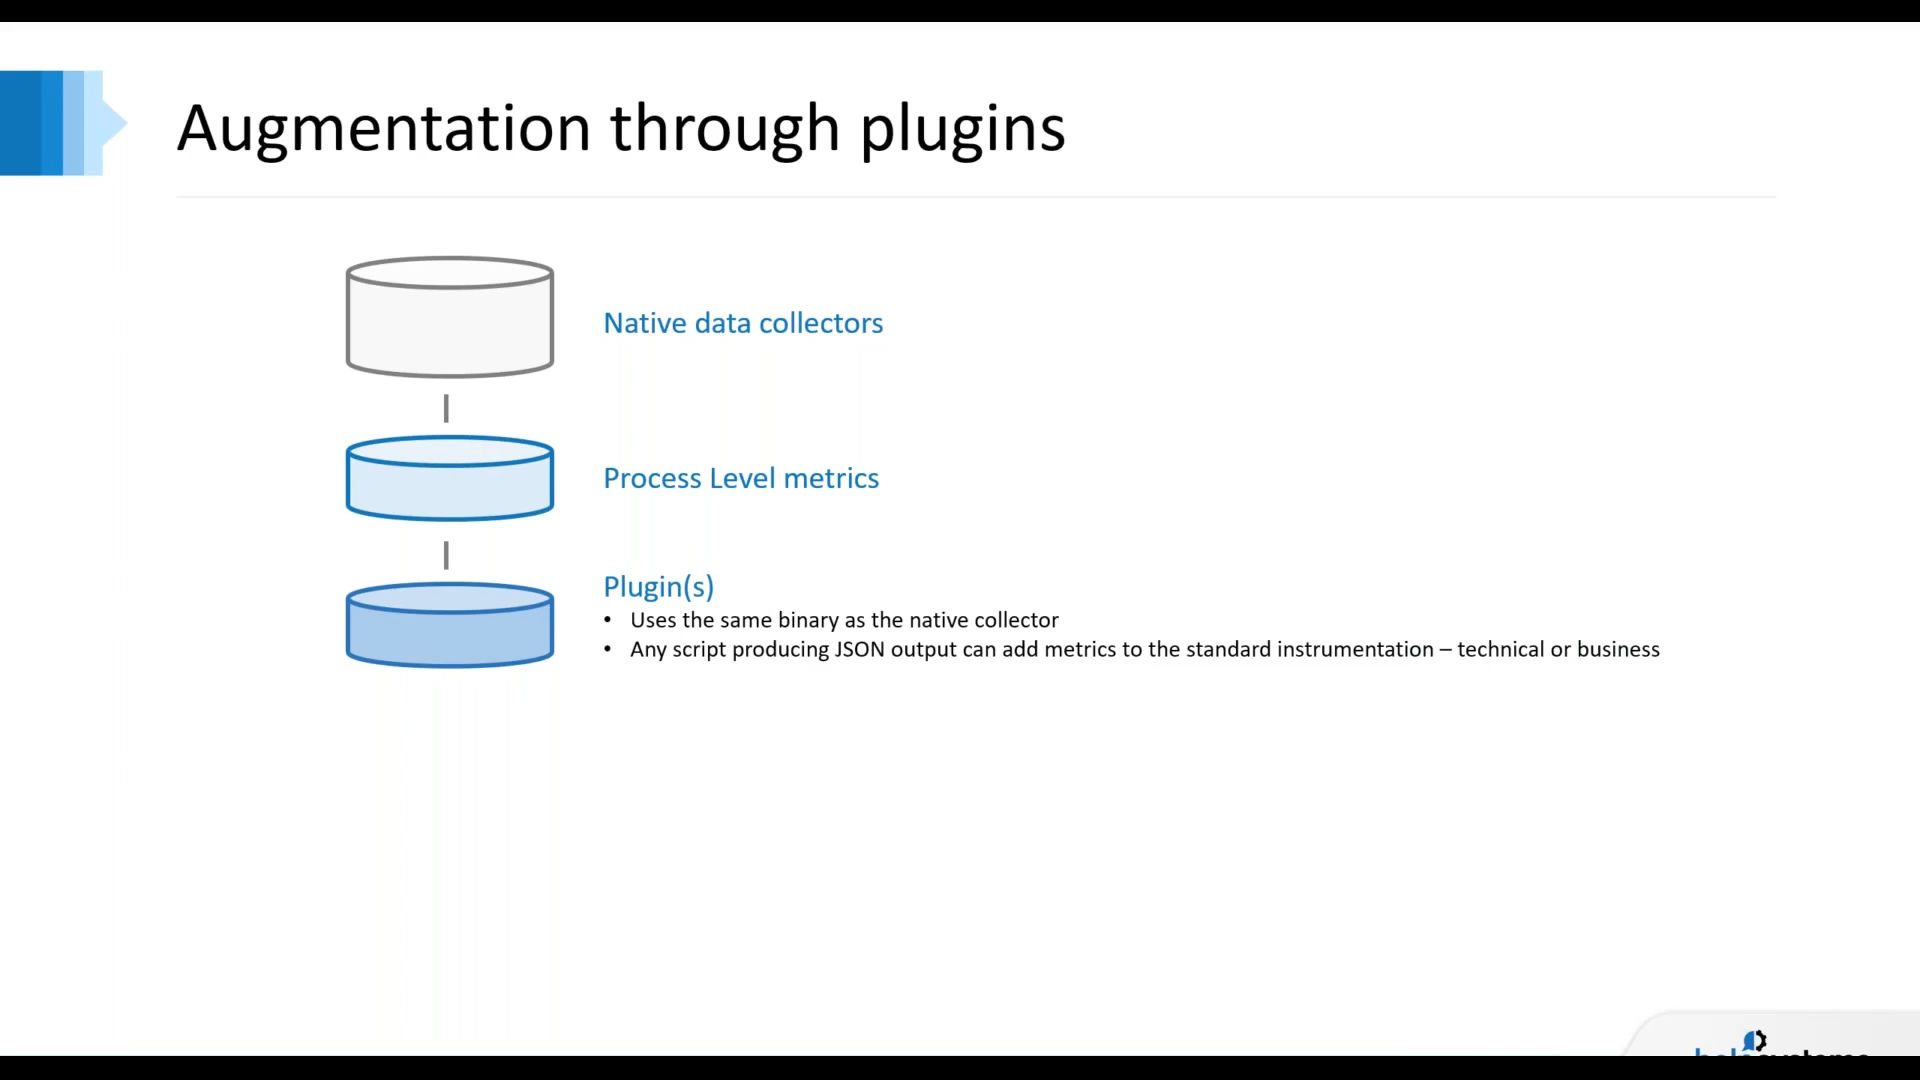 Augmentation through plugins
Native data collectors
Process Level metrics
Plugin(s)
• Uses the same binary as the native collector
• Any script producing JSON output can add metrics to the standard instrumentation – technical or business